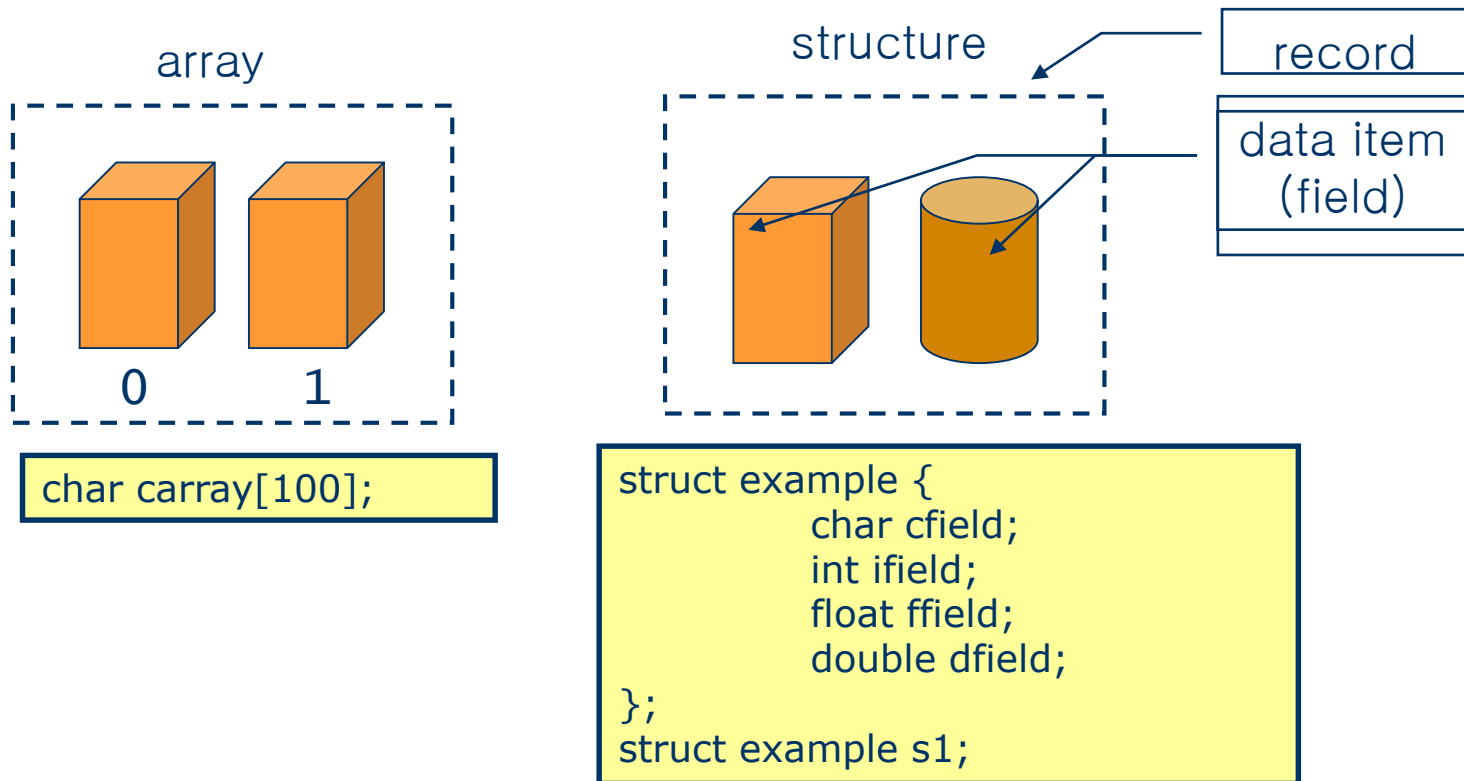 array
0 1
char carray[100];
structure
record
data item
(field)
struct example {
char cfield;
int ifield;
float ffield;
double dfield;
};
struct example s1;